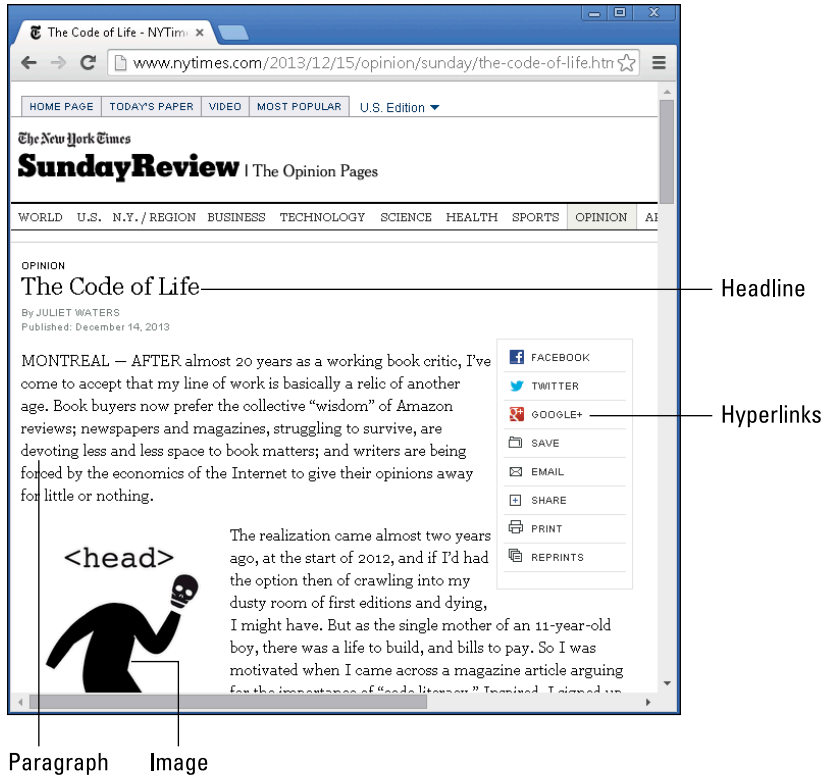 The Code of Life - NYTim
www.nytimes.com/2013/12/15/opinion/sunday/the-code-of-life.htm
HOME PAGE TODAY'S PAPER VIDEO MOST POPULAR U.S. Edition
The New York Times
SundayReview | The Opinion Pages
WORLD U.S. N.Y. / REGION BUSINESS TECHNOLOGY SCIENCE HEALTH SPORTS OPINION
OPINION
The Code of Life
Headline
By JULIET WATERS
Published: December 14, 2013
MONTREAL — AFTER almost 20 years as a working book critic, I've
come to accept that my line of work is basically a relic of another
age. Book buyers now prefer the collective “wisdom” of Amazon
reviews; newspapers and magazines, struggling to survive, are
devoting less and less space to book matters; and writers are being
forced by the economics of the Internet to give their opinions away
for little or nothing.
FACEBOOK
TWITTER
GOOGLE+
Hyperlinks
SAVE
EMAIL
SHARE
PRINT
REPRINTS
<head>
The realization came almost two years
ago, at the start of 2012, and if I'd had
the option then of crawling into my
dusty room of first editions and dying,
I might have. But as the single mother of an 11-year-old
boy, there was a life to build, and bills to pay. So I was
motivated when I came across a magazine article arguing
for the importance of “code literacy.” Inspired, I signed up
Paragraph Image